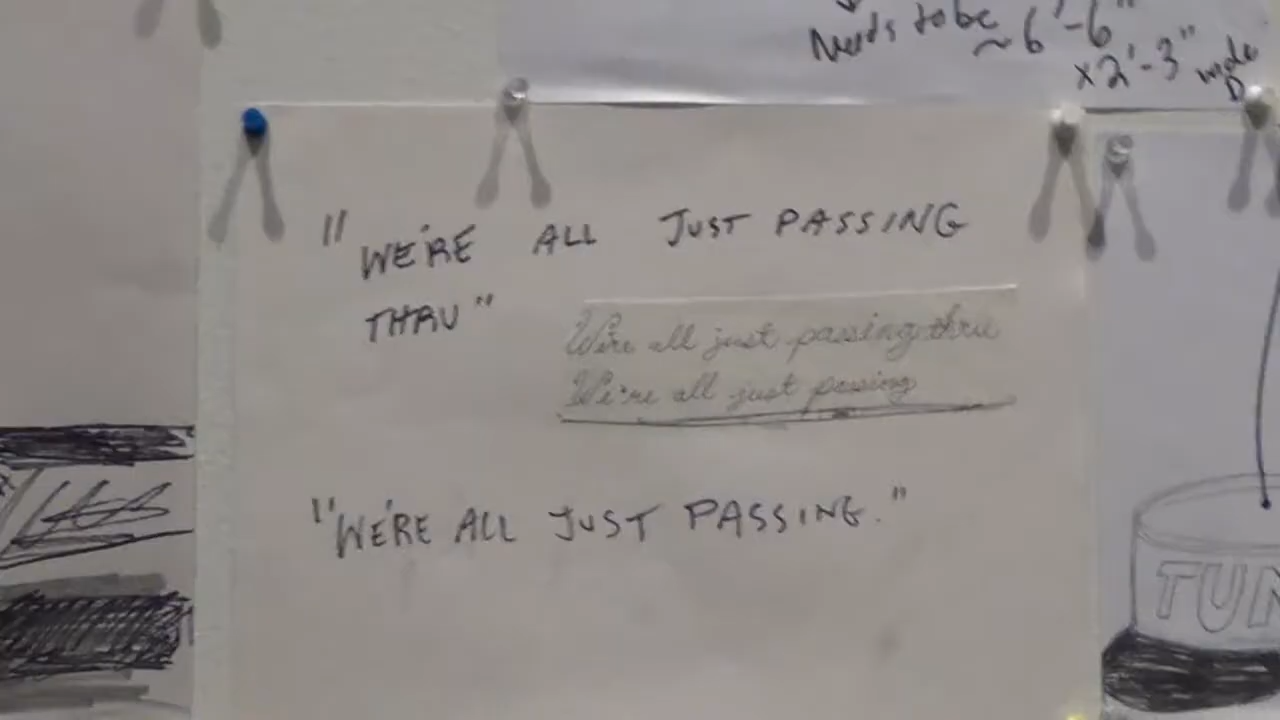 Needs to be
~6'-6"
x2'-3" wide
"WE'RE ALL JUST PASSING
THRU"
We're all just passing thru
We're all just passing
"WE'RE ALL JUST PASSING."
TUN